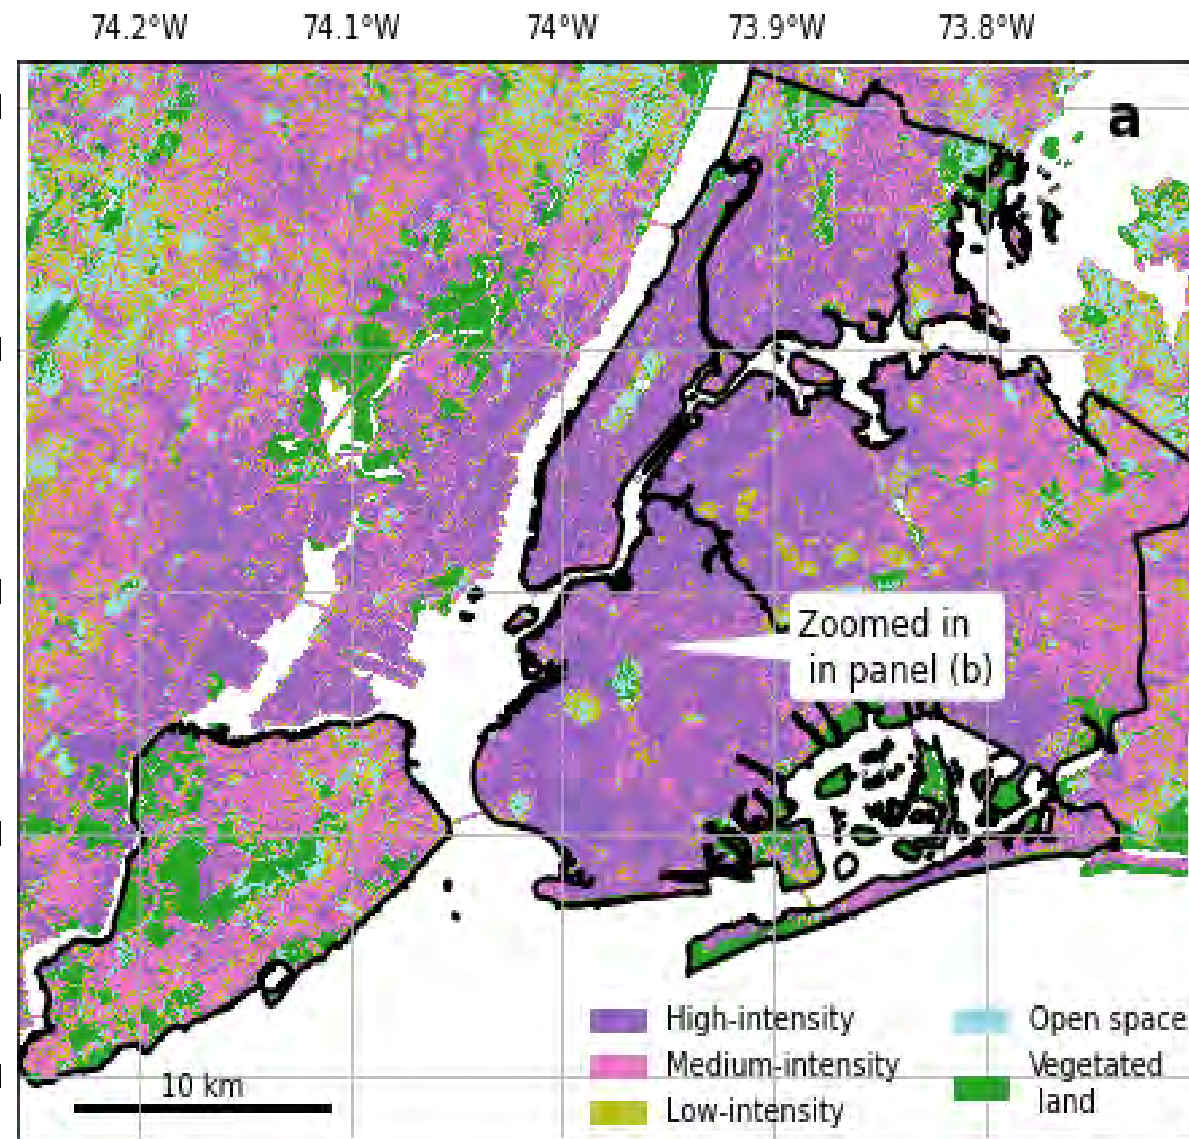 74.2°W 74.1°W 74°W 73.9°W 73.8°W
a
Zoomed in
in panel (b)
High-intensity
Medium-intensity
Low-intensity
Open space
Vegetated
land
10 km